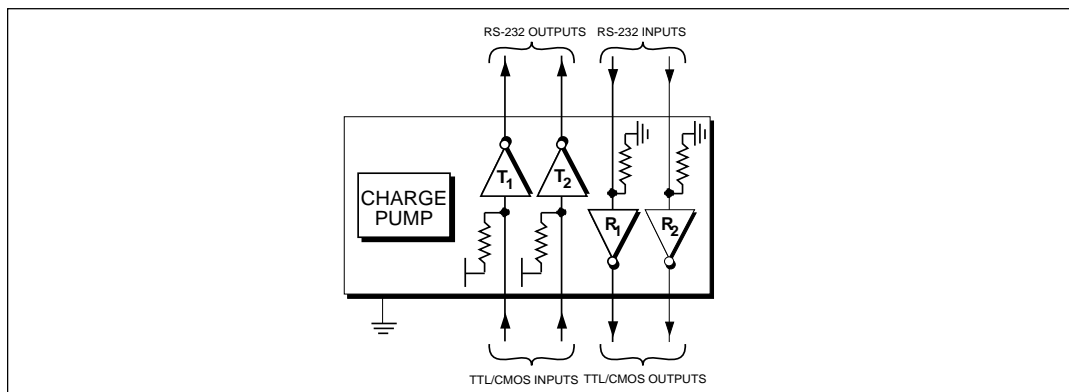 RS-232 OUTPUTS
RS-232 INPUTS
T1
T2
CHARGE
PUMP
R1
R2
TTL/CMOS INPUTS
TTL/CMOS OUTPUTS